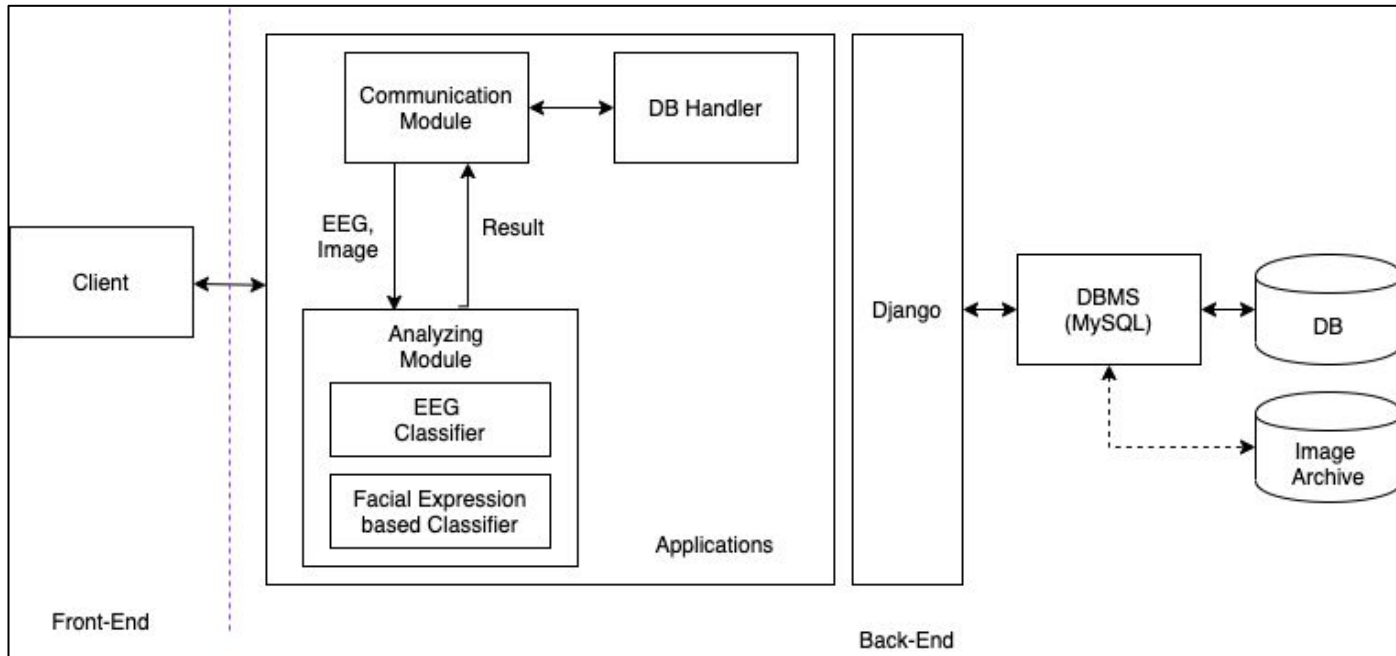 Communication
Module
DB Handler
EEG,
Image
Result
Client
Analyzing
Module
EEG
Classifier
Facial Expression
based Classifier
Applications
Django
DBMS
(MySQL)
DB
Image
Archive
Front-End
Back-End